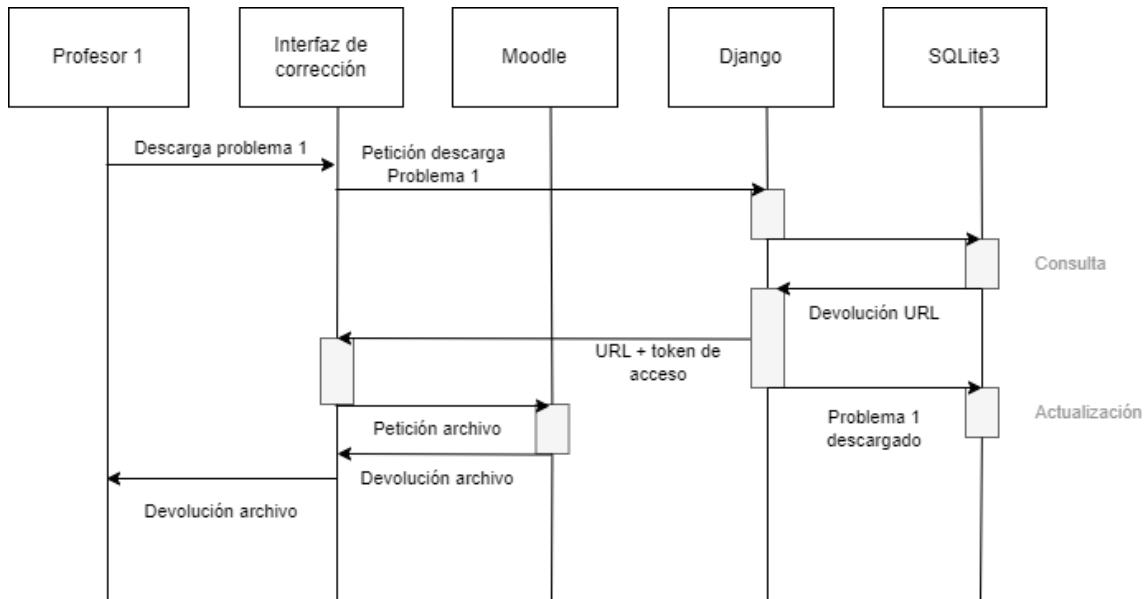 Profesor 1
Interfaz de
corrección
Moodle
Django
SQLite3
Descarga problema 1
Petición descarga
Problema 1
Consulta
Devolución URL
URL + token de
acceso
Problema 1
descargado
Actualización
Petición archivo
Devolución archivo
Devolución archivo